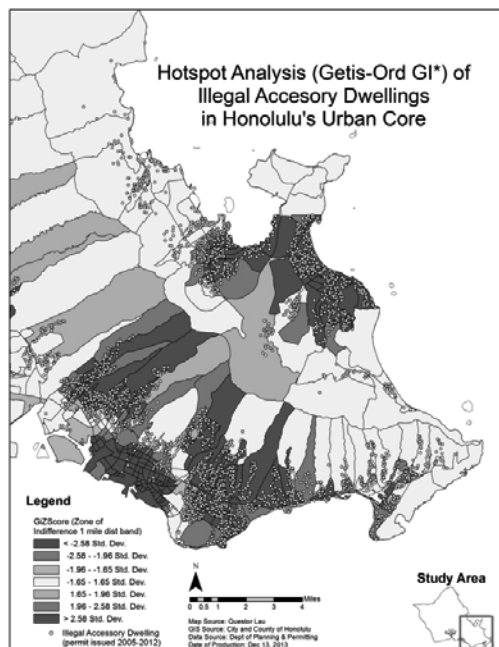 Hotspot Analysis (Getis-Ord GI*) of
Illegal Accesory Dwellings
in Honolulu's Urban Core
Legend
GiZScore (Zone of
Indifference 1 mile dist band)
< -2.58 Std. Dev.
-2.58 - -1.96 Std. Dev.
-1.96 - -1.65 Std. Dev.
-1.65 - 1.65 Std. Dev.
1.65 - 1.96 Std. Dev.
1.96 - 2.58 Std. Dev.
> 2.58 Std. Dev.
Illegal Accessory Dwelling
(permit issued 2005-2012)
N
0 0.5 1 2 3 4
Miles
Map Source: Questor Lau
GIS Source: City and County of Honolulu
Data Source: Dept of Planning & Permitting
Date of Production: Dec 13, 2013
Study Area